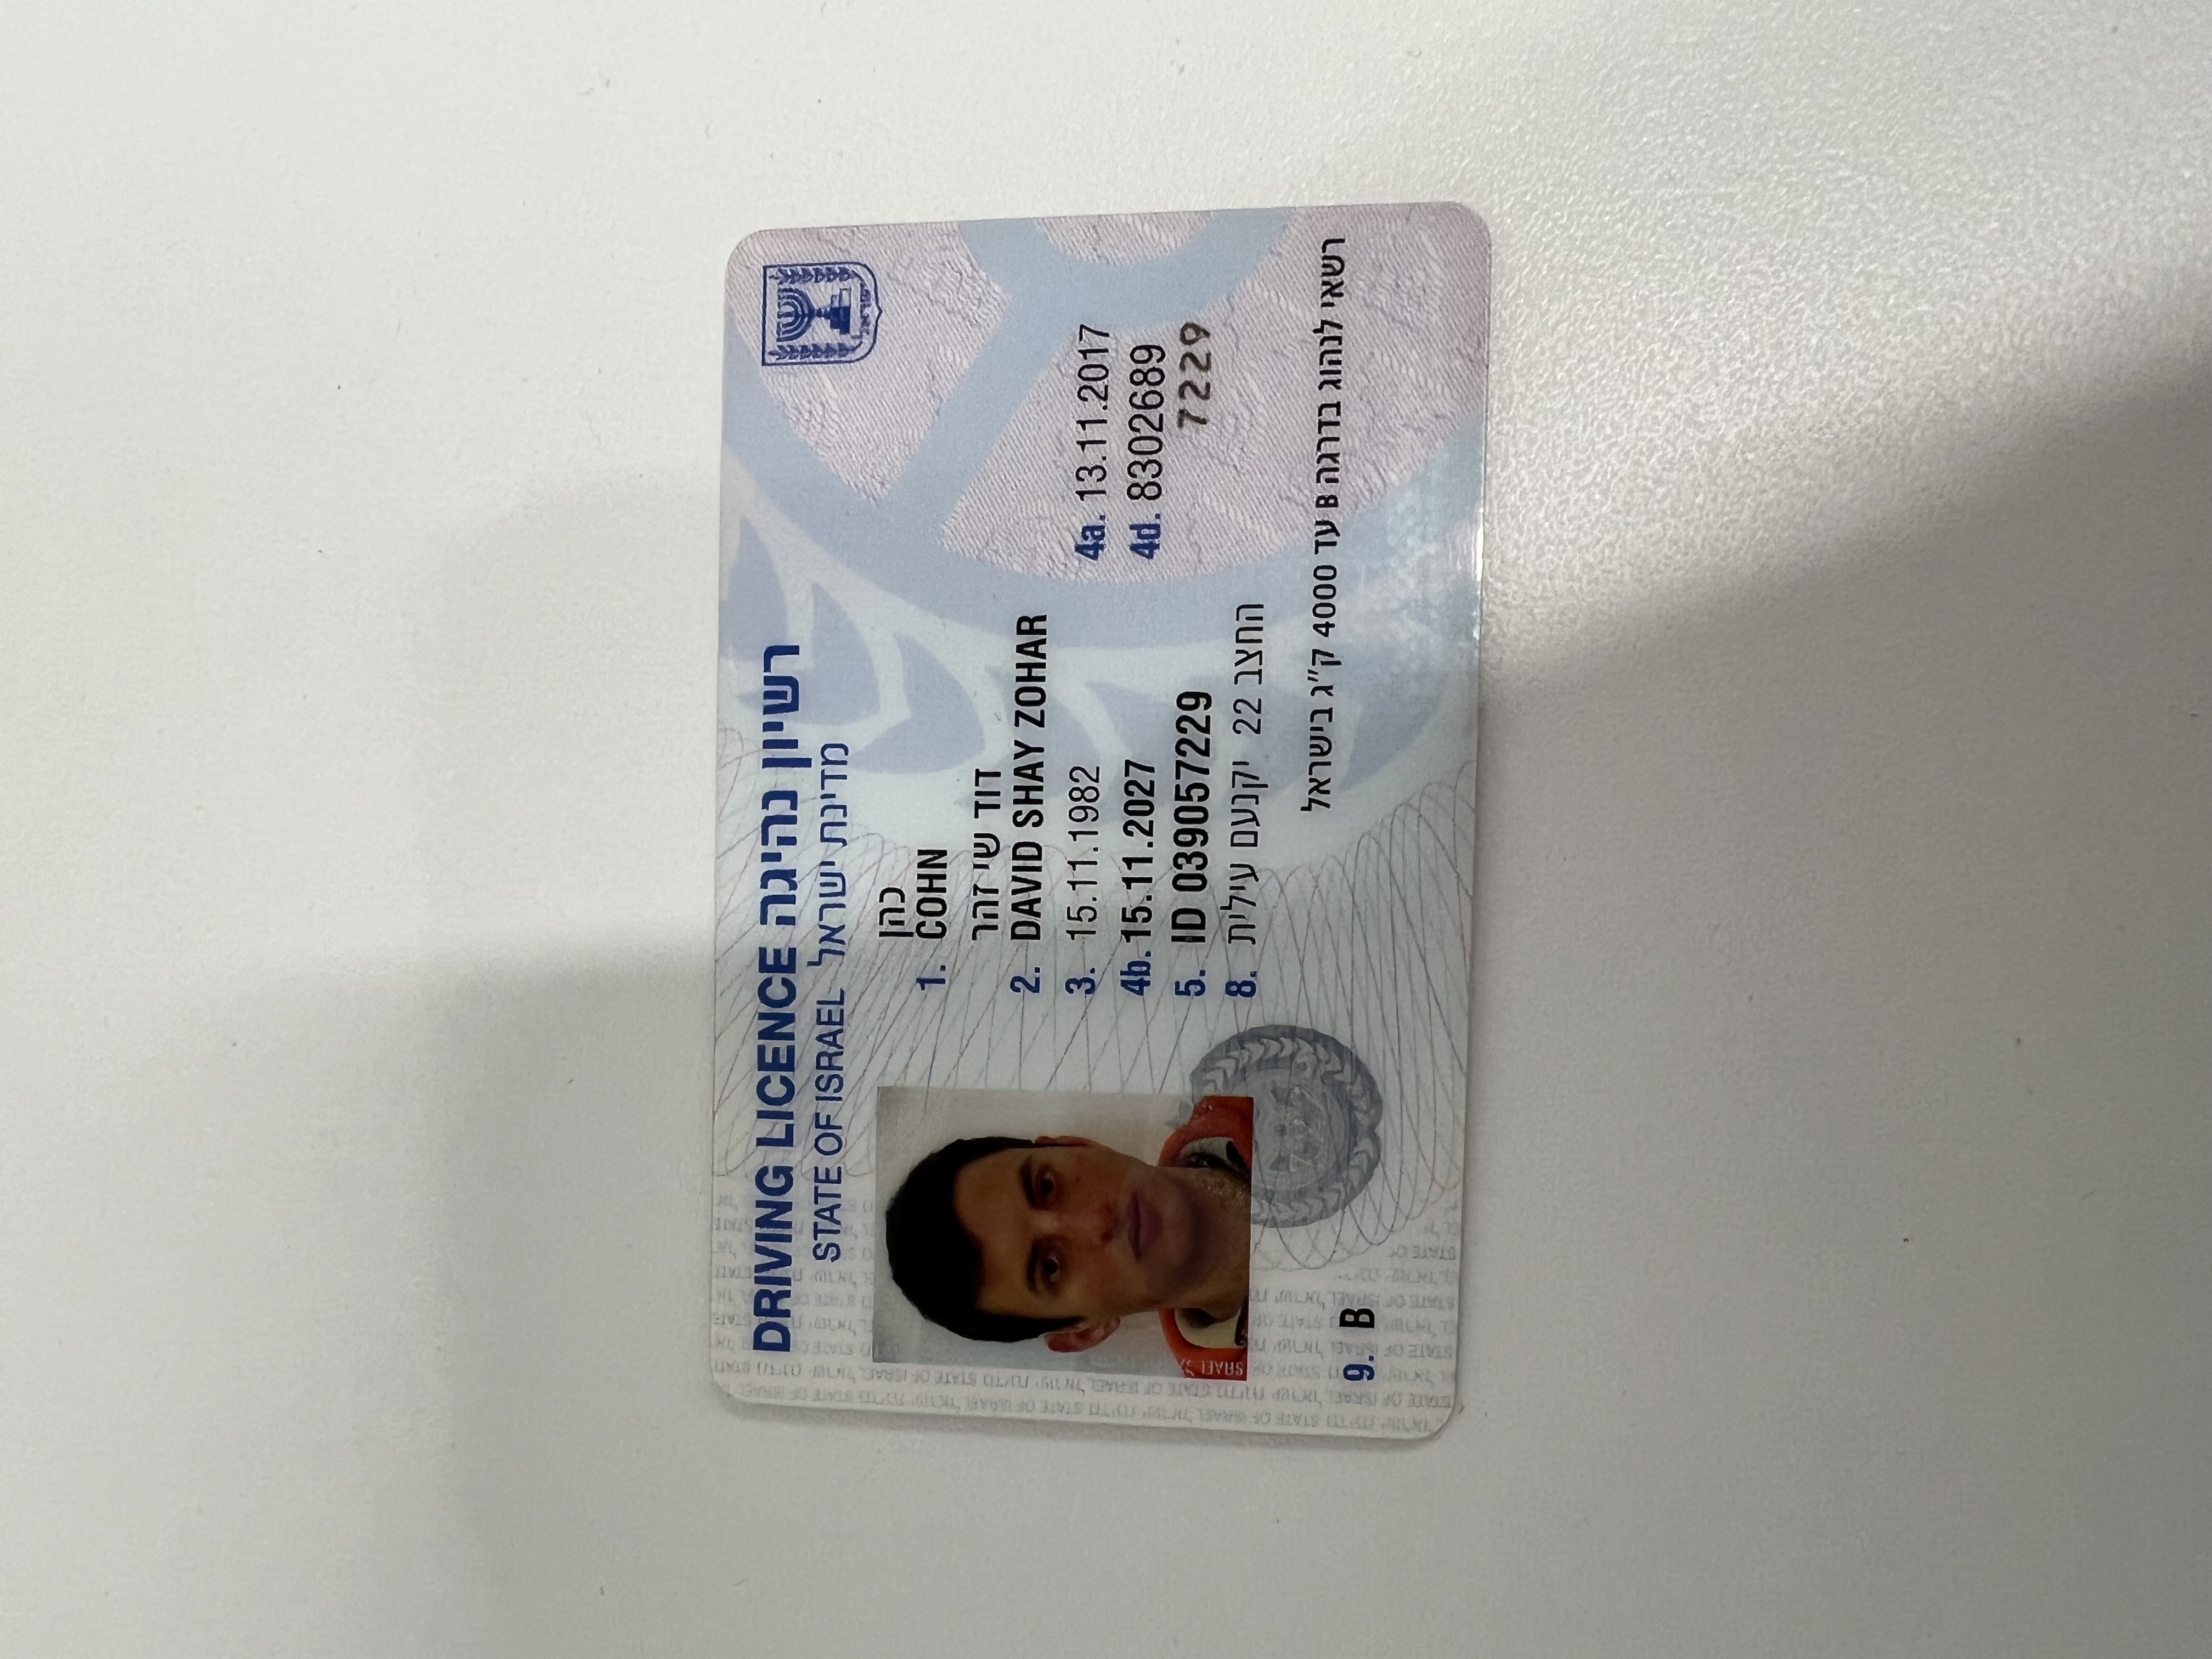 DRIVING LICENCE רשיון נהיגה
STATE OF ISRAEL מדינת ישראל
כהן
1. COHN
דוד שי זהר
2. DAVID SHAY ZOHAR
3. 15.11.1982 4a. 13.11.2017
4b. 15.11.2027 4d. 8302689
5. ID 039057229 7229
8. החצב 22 יקנעם עילית
רשאי לנהוג בדרגה B עד 4000 ק"ג בישראל
9. B
ישראל